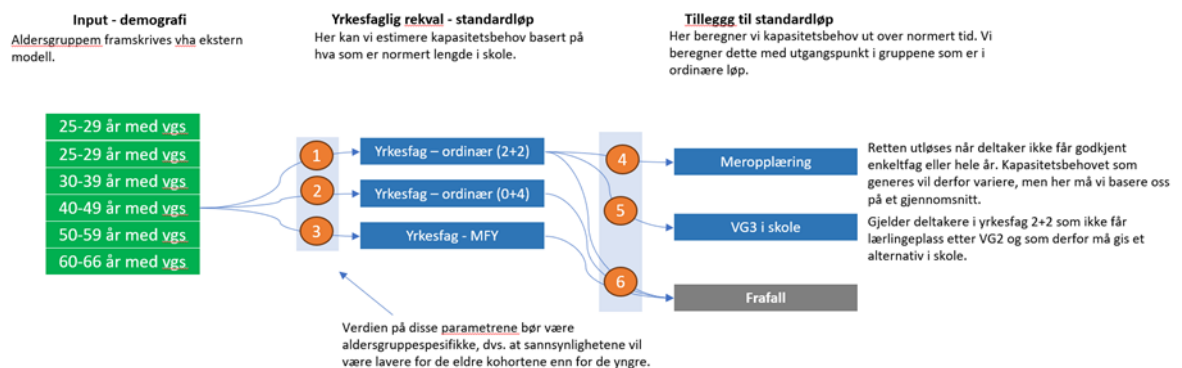 Input - demografi
Aldersgruppem framskrives vha ekstern
modell.
Yrkesfaglig rekval - standardløp
Her kan vi estimere kapasitetsbehov basert på
hva som er normert lengde i skole.
Tilleggg til standardløp
Her beregner vi kapasitetsbehov ut over normert tid. Vi
beregner dette med utgangspunkt i gruppene som er i
ordinære løp.
25-29 år med vgs
25-29 år med vgs
30-39 år med vgs
40-49 år med vgs
50-59 år med vgs
60-66 år med vgs
1
2
3
Yrkesfag – ordinær (2+2)
Yrkesfag – ordinær (0+4)
Yrkesfag - MFY
4
5
6
Meropplæring
VG3 i skole
Frafall
Retten utløses når deltaker ikke får godkjent
enkeltfag eller hele år. Kapasitetsbehovet som
generes vil derfor variere, men her må vi basere oss
på et gjennomsnitt.
Gjelder deltakere i yrkesfag 2+2 som ikke får
lærlingeplass etter VG2 og som derfor må gis et
alternativ i skole.
Verdien på disse parametrene bør være
aldersgruppespesifikke, dvs. at sannsynlighetene vil
være lavere for de eldre kohortene enn for de yngre.